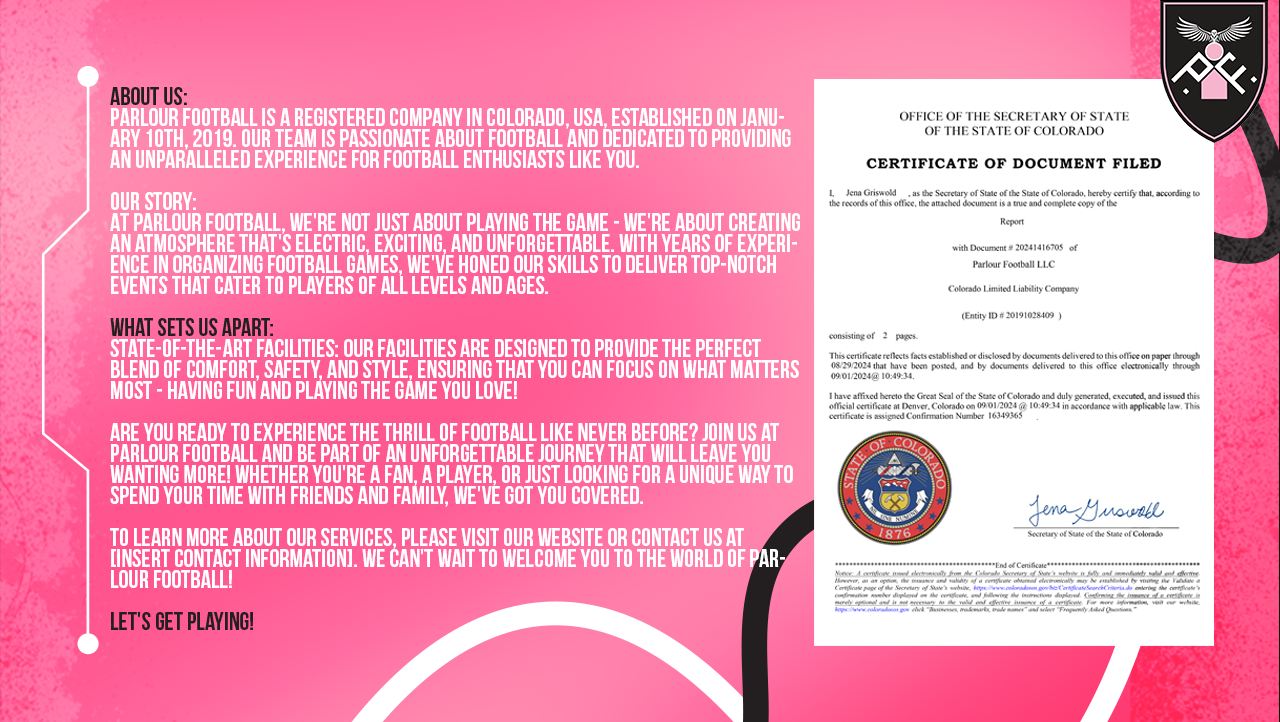 ABOUT US:
PARLOUR FOOTBALL IS A REGISTERED COMPANY IN COLORADO, USA, ESTABLISHED ON JANU-
ARY 10TH, 2019. OUR TEAM IS PASSIONATE ABOUT FOOTBALL AND DEDICATED TO PROVIDING
AN UNPARALLELED EXPERIENCE FOR FOOTBALL ENTHUSIASTS LIKE YOU.
OUR STORY:
AT PARLOUR FOOTBALL, WE'RE NOT JUST ABOUT PLAYING THE GAME - WE'RE ABOUT CREATING
AN ATMOSPHERE THAT'S ELECTRIC, EXCITING, AND UNFORGETTABLE. WITH YEARS OF EXPERI-
ENCE IN ORGANIZING FOOTBALL GAMES, WE'VE HONED OUR SKILLS TO DELIVER TOP-NOTCH
EVENTS THAT CATER TO PLAYERS OF ALL LEVELS AND AGES.
WHAT SETS US APART:
STATE-OF-THE-ART FACILITIES: OUR FACILITIES ARE DESIGNED TO PROVIDE THE PERFECT
BLEND OF COMFORT, SAFETY, AND STYLE, ENSURING THAT YOU CAN FOCUS ON WHAT MATTERS
MOST - HAVING FUN AND PLAYING THE GAME YOU LOVE!
ARE YOU READY TO EXPERIENCE THE THRILL OF FOOTBALL LIKE NEVER BEFORE? JOIN US AT
PARLOUR FOOTBALL AND BE PART OF AN UNFORGETTABLE JOURNEY THAT WILL LEAVE YOU
WANTING MORE! WHETHER YOU'RE A FAN, A PLAYER, OR JUST LOOKING FOR A UNIQUE WAY TO
SPEND YOUR TIME WITH FRIENDS AND FAMILY, WE'VE GOT YOU COVERED.
TO LEARN MORE ABOUT OUR SERVICES, PLEASE VISIT OUR WEBSITE OR CONTACT US AT
[INSERT CONTACT INFORMATION]. WE CAN'T WAIT TO WELCOME YOU TO THE WORLD OF PAR-
LOUR FOOTBALL!
LET'S GET PLAYING!
P.F.
OFFICE OF THE SECRETARY OF STATE
OF THE STATE OF COLORADO
CERTIFICATE OF DOCUMENT FILED
I, Jena Griswold , as the Secretary of State of the State of Colorado, hereby certify that, according to
the records of this office, the attached document is a true and complete copy of the
Report
with Document # 20241416705 of
Parlour Football LLC
Colorado Limited Liability Company
(Entity ID # 20191028409 )
consisting of 2 pages.
This certificate reflects facts established or disclosed by documents delivered to this office on paper through
08/29/2024 that have been posted, and by documents delivered to this office electronically through
09/01/2024@ 10:49:34.
I have affixed hereto the Great Seal of the State of Colorado and duly generated, executed, and issued this
official certificate at Denver, Colorado on 09/01/2024 @ 10:49:34 in accordance with applicable law. This
certificate is assigned Confirmation Number 16349365 .
STATE OF COLORADO
NIL SINE NUMINE
1876
Jena Griswold
Secretary of State of the State of Colorado
*********************************************End of Certificate*********************************************
Notice: A certificate issued electronically from the Colorado Secretary of State's website is fully and immediately valid and effective.
However, as an option, the issuance and validity of a certificate obtained electronically may be established by visiting the Validate a
Certificate page of the Secretary of State's website, https://www.coloradosos.gov/biz/CertificateSearchCriteria.do entering the certificate's
confirmation number displayed on the certificate, and following the instructions displayed. Confirming the issuance of a certificate is
merely optional and is not necessary to the valid and effective issuance of a certificate. For more information, visit our website,
https://www.coloradosos.gov click "Businesses, trademarks, trade names" and select "Frequently Asked Questions."